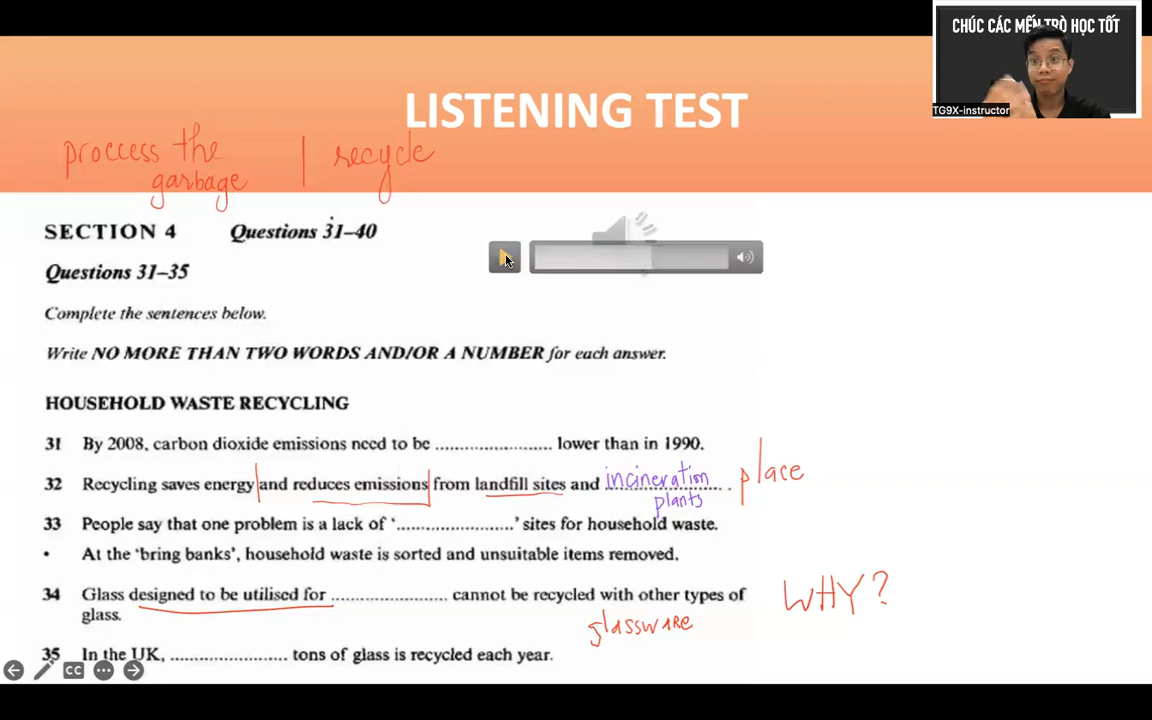 CHÚC CÁC MẾN TRÒ HỌC TỐT
TG9X-instructor
LISTENING TEST
proccess the | recycle
garbage
SECTION 4 Questions 31–40
Questions 31–35
Complete the sentences below.
Write NO MORE THAN TWO WORDS AND/OR A NUMBER for each answer.
HOUSEHOLD WASTE RECYCLING
31 By 2008, carbon dioxide emissions need to be ........................ lower than in 1990.
32 Recycling saves energy and reduces emissions from landfill sites and incineration ........................ place
plants
33 People say that one problem is a lack of '........................' sites for household waste.
• At the 'bring banks', household waste is sorted and unsuitable items removed.
34 Glass designed to be utilised for ........................ cannot be recycled with other types of WHY?
glass.
glassware
35 In the UK, ........................ tons of glass is recycled each year.
CC